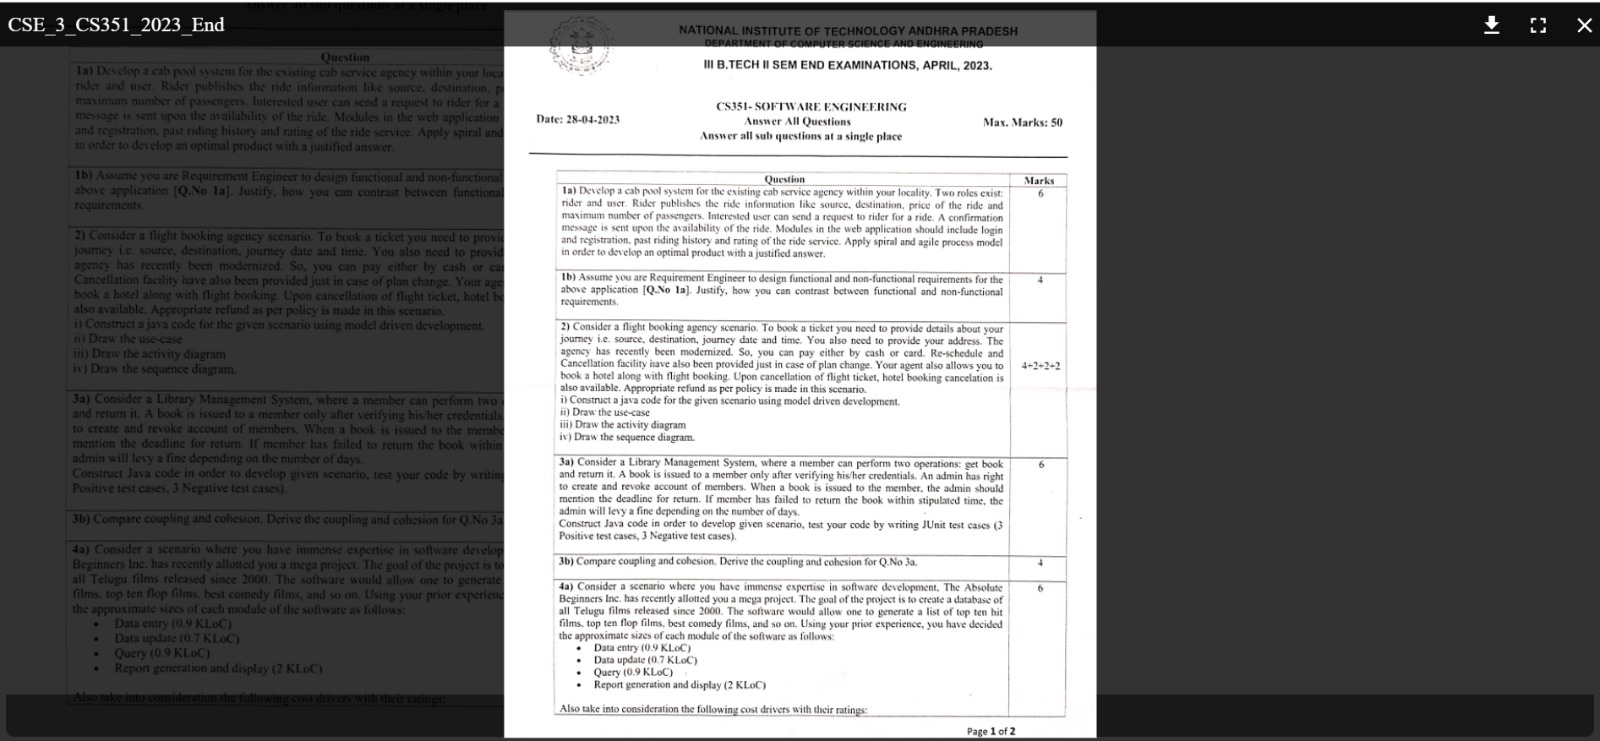 CSE_3_CS351_2023_End
NATIONAL INSTITUTE OF TECHNOLOGY ANDHRA PRADESH
DEPARTMENT OF COMPUTER SCIENCE AND ENGINEERING
III B.TECH II SEM END EXAMINATIONS, APRIL, 2023.
CS351- SOFTWARE ENGINEERING
Date: 28-04-2023
Answer All Questions
Max. Marks: 50
Answer all sub questions at a single place
Question
Marks
1a) Develop a cab pool system for the existing cab service agency within your locality. Two roles exist:
6
rider and user. Rider publishes the ride information like source, destination, price of the ride and
maximum number of passengers. Interested user can send a request to rider for a ride. A confirmation
message is sent upon the availability of the ride. Modules in the web application should include login
and registration, past riding history and rating of the ride service. Apply spiral and agile process model
in order to develop an optimal product with a justified answer.
1b) Assume you are Requirement Engineer to design functional and non-functional requirements for the
4
above application [Q.No 1a]. Justify, how you can contrast between functional and non-functional
requirements.
2) Consider a flight booking agency scenario. To book a ticket you need to provide details about your
journey i.e. source, destination, journey date and time. You also need to provide your address. The
agency has recently been modernized. So, you can pay either by cash or card. Re-schedule and
Cancellation facility have also been provided just in case of plan change. Your agent also allows you to
4+2+2+2
book a hotel along with flight booking. Upon cancellation of flight ticket, hotel booking cancelation is
also available. Appropriate refund as per policy is made in this scenario.
i) Construct a java code for the given scenario using model driven development.
ii) Draw the use-case
iii) Draw the activity diagram
iv) Draw the sequence diagram.
3a) Consider a Library Management System, where a member can perform two operations: get book
6
and return it. A book is issued to a member only after verifying his/her credentials. An admin has right
to create and revoke account of members. When a book is issued to the member, the admin should
mention the deadline for return. If member has failed to return the book within stipulated time, the
admin will levy a fine depending on the number of days.
Construct Java code in order to develop given scenario, test your code by writing JUnit test cases (3
Positive test cases, 3 Negative test cases).
3b) Compare coupling and cohesion. Derive the coupling and cohesion for Q.No 3a.
4
4a) Consider a scenario where you have immense expertise in software development, The Absolute
6
Beginners Inc. has recently allotted you a mega project. The goal of the project is to create a database of
all Telugu films released since 2000. The software would allow one to generate a list of top ten hit
films, top ten flop films, best comedy films, and so on. Using your prior experience, you have decided
the approximate sizes of each module of the software as follows:
• Data entry (0.9 KLoC)
• Data update (0.7 KLoC)
• Query (0.9 KLoC)
• Report generation and display (2 KLoC)
Also take into consideration the following cost drivers with their ratings:
Page 1 of 2